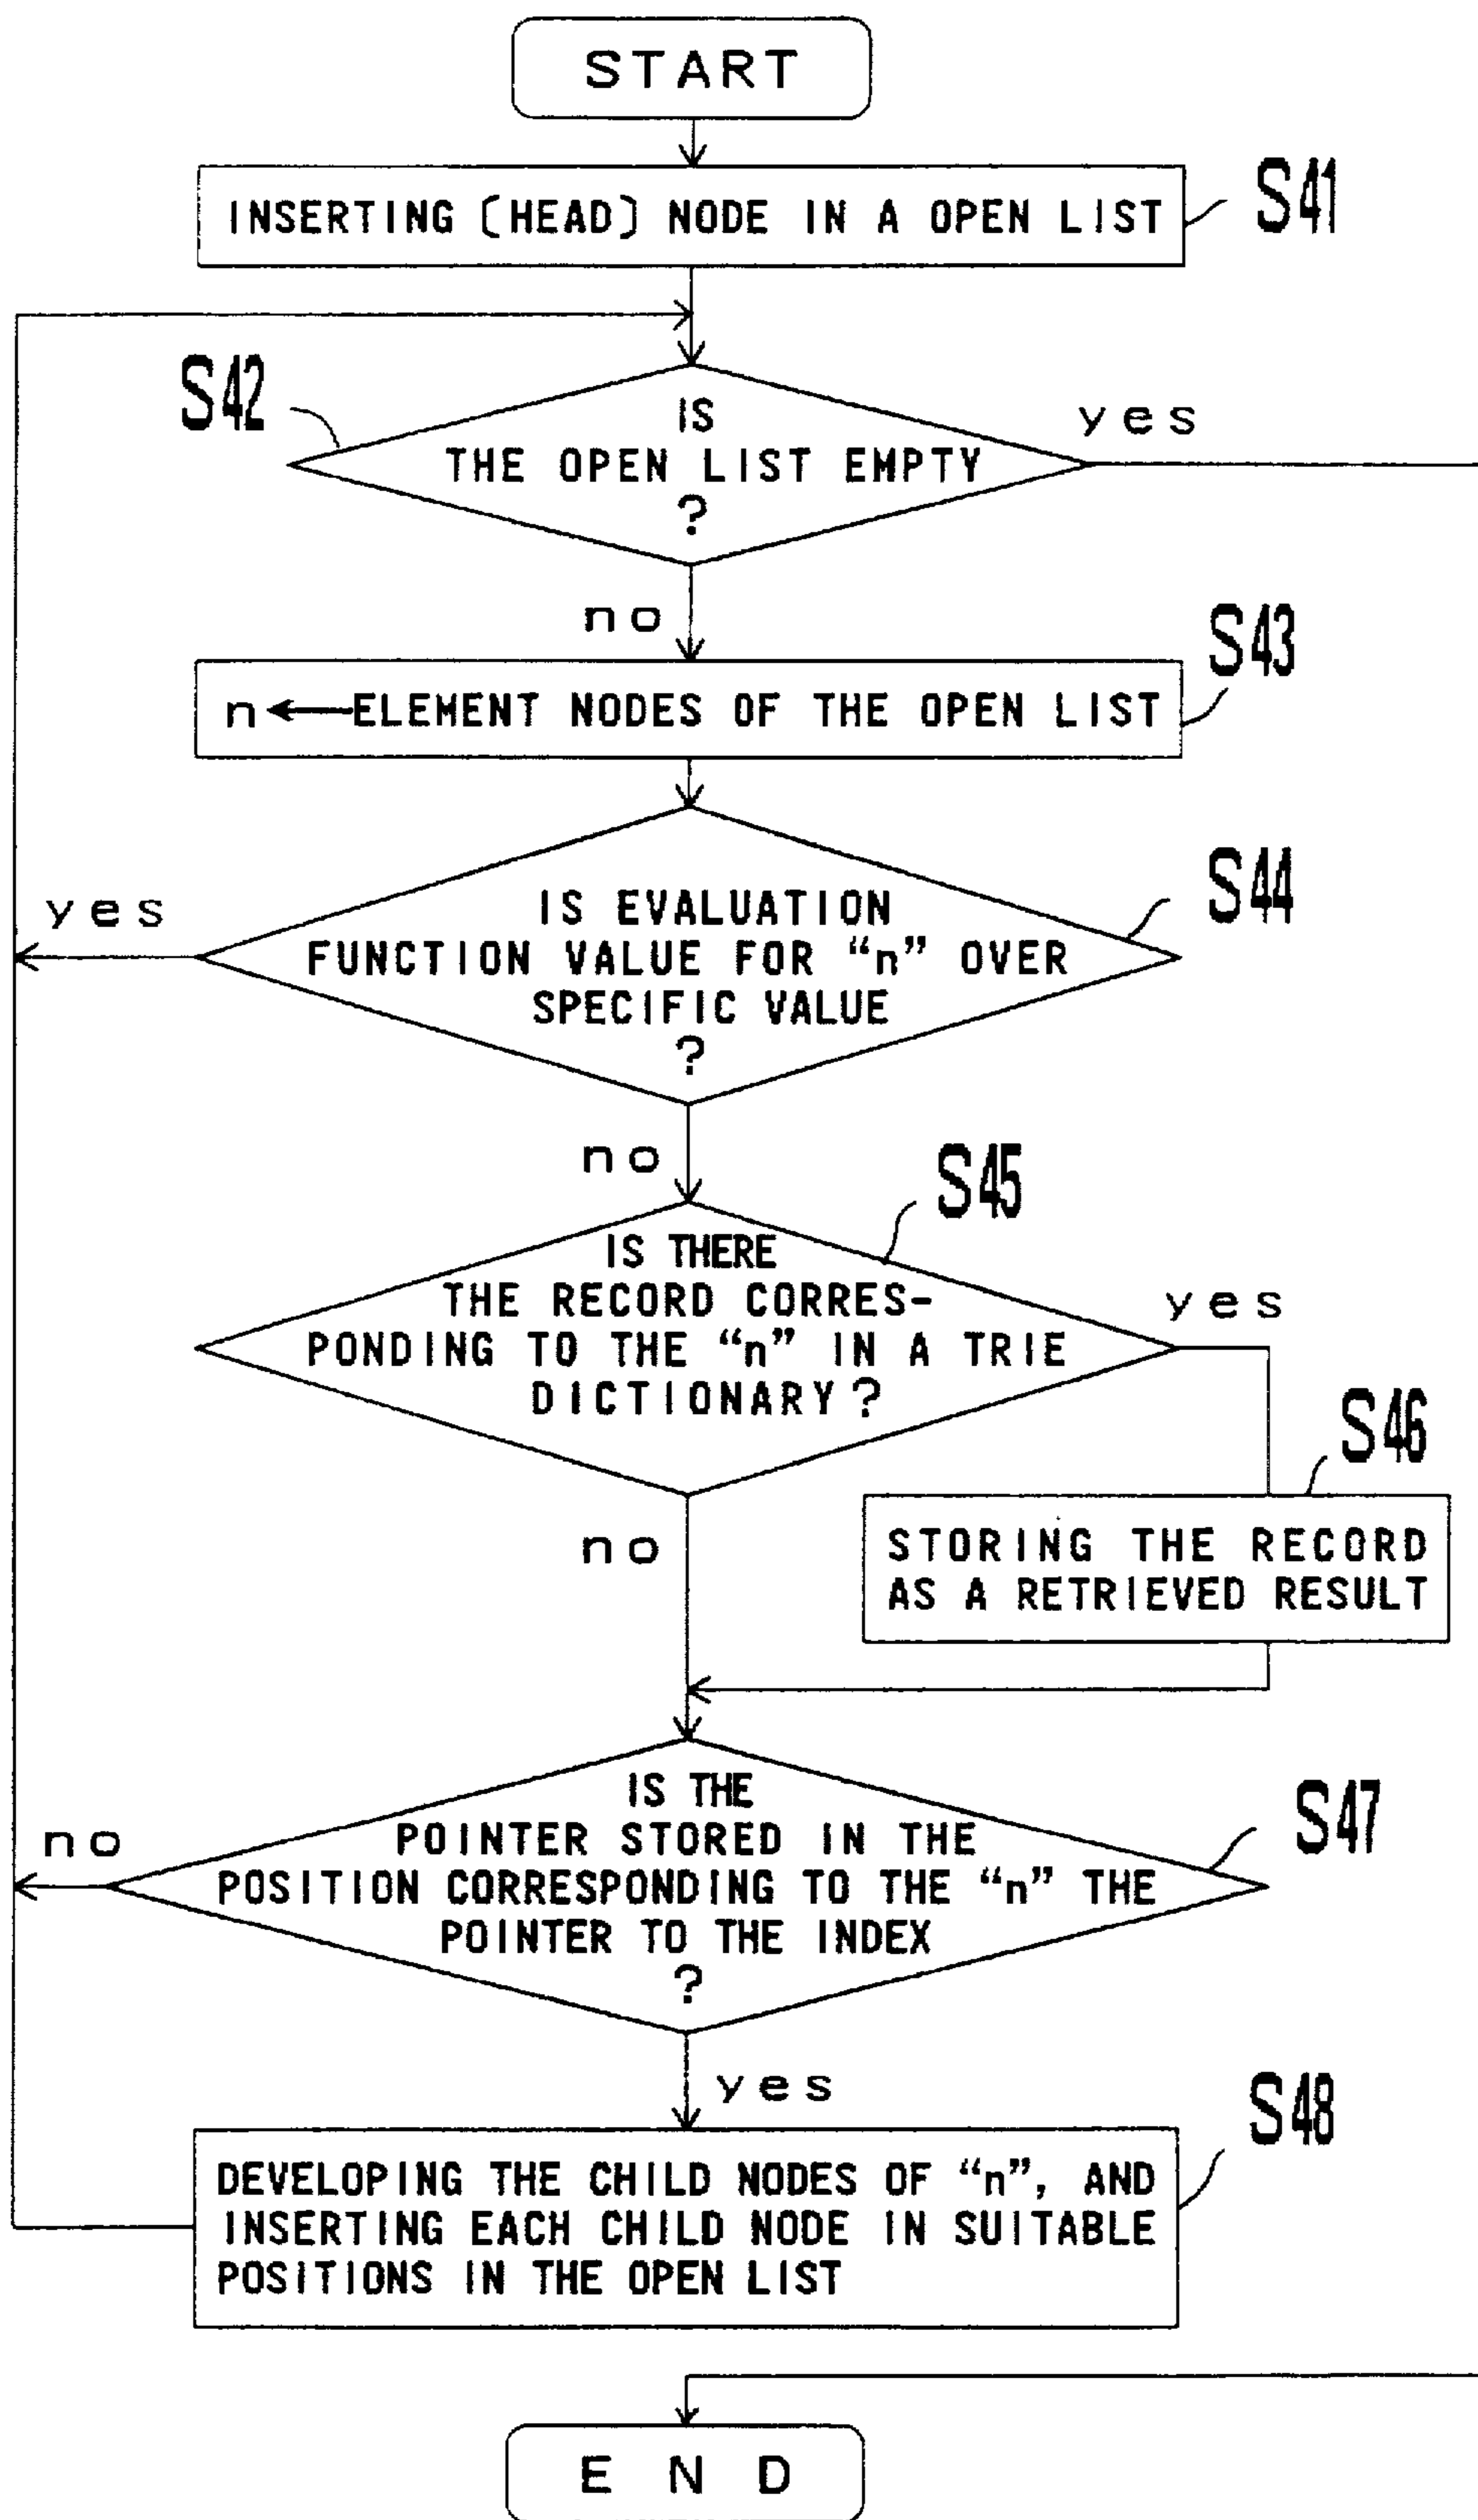 START
INSERTING [HEAD] NODE IN A OPEN LIST
S41
S42
IS
THE OPEN LIST EMPTY
?
yes
no
S43
n←ELEMENT NODES OF THE OPEN LIST
S44
yes
IS EVALUATION
FUNCTION VALUE FOR “n” OVER
SPECIFIC VALUE
?
no
S45
IS THERE
THE RECORD CORRES-
PONDING TO THE “n” IN A TRIE
DICTIONARY?
yes
S46
no
STORING THE RECORD
AS A RETRIEVED RESULT
IS THE
POINTER STORED IN THE
POSITION CORRESPONDING TO THE “n” THE
POINTER TO THE INDEX
?
S47
no
yes
S48
DEVELOPING THE CHILD NODES OF “n”, AND
INSERTING EACH CHILD NODE IN SUITABLE
POSITIONS IN THE OPEN LIST
END